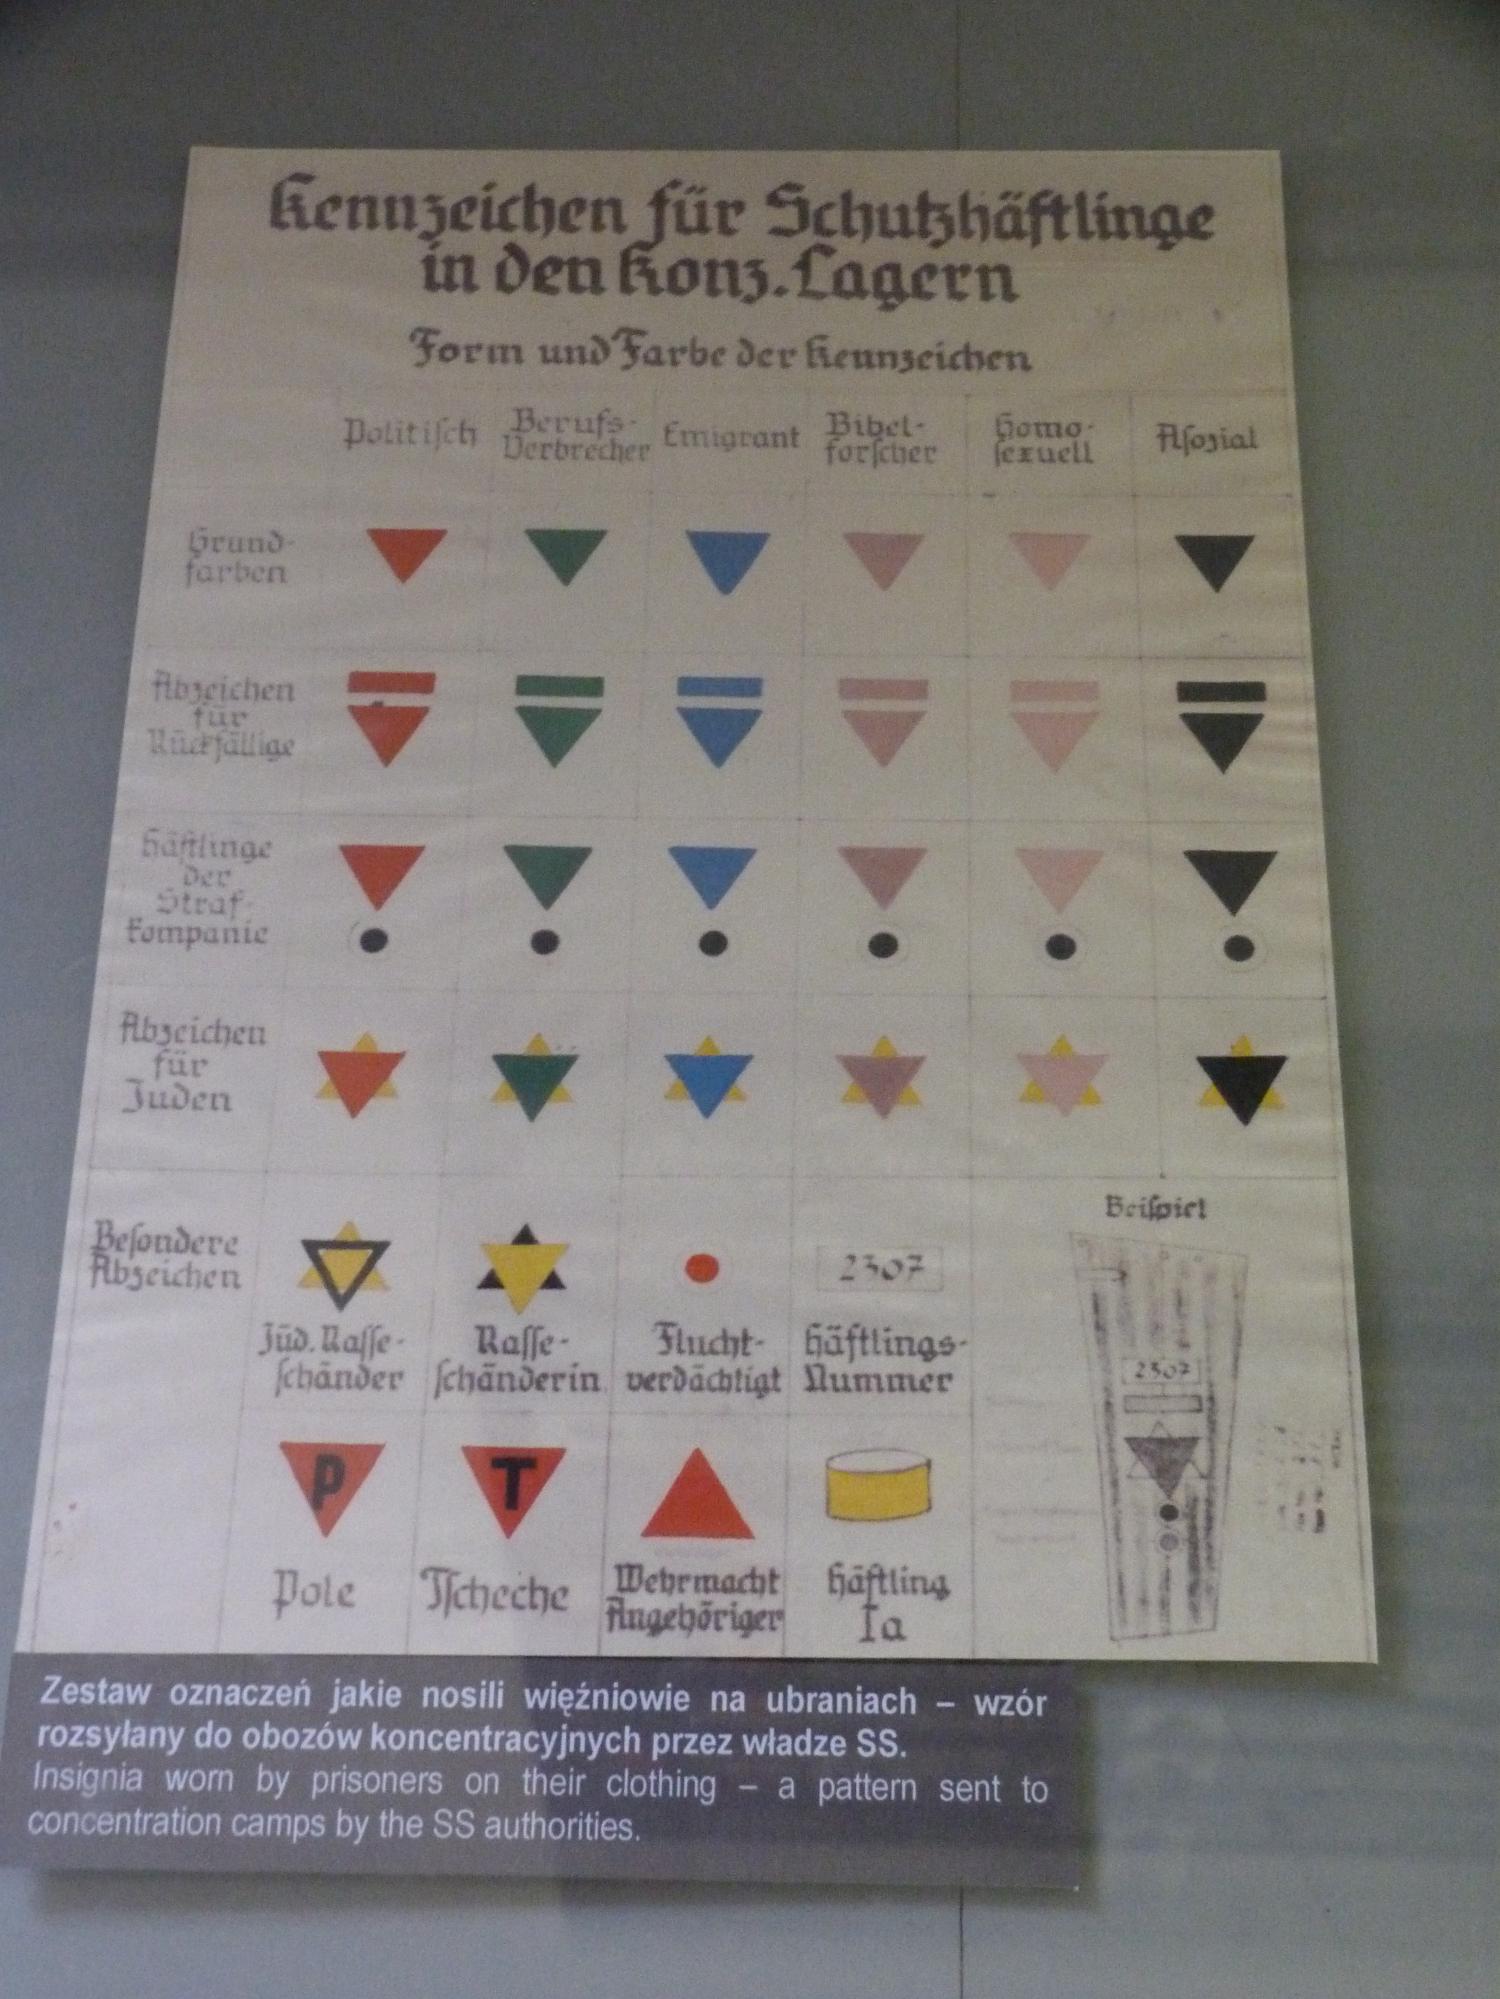 Kennzeichen für Schutzhäftlinge
in den Konz. Lagern
Form und Farbe der Kennzeichen
Politisch
Berufs-
Verbrecher
Emigrant
Bibel-
forscher
Homo-
sexuell
Asozial
Grund-
farben
Abzeichen
für
Rückfällige
Häftlinge
der
Straf-
kompanie
Abzeichen
für
Juden
Besondere
Abzeichen
Jüd. Rasse-
schänder
Rasse-
schänderin
Flucht-
verdächtigt
2307
Häftlings-
Nummer
Beispiel
2307
P
Pole
T
Tscheche
Wehrmacht
Angehöriger
Häftling
Ia
Zestaw oznaczeń jakie nosili więźniowie na ubraniach – wzór
rozsyłany do obozów koncentracyjnych przez władze SS.
Insignia worn by prisoners on their clothing – a pattern sent to
concentration camps by the SS authorities.